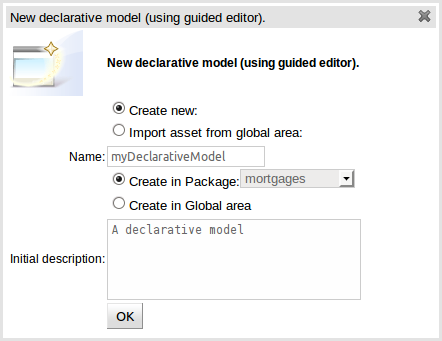 New declarative model (using guided editor).
New declarative model (using guided editor).
Create new:
Import asset from global area:
Name: myDeclarativeModel
Create in Package: mortgages
Create in Global area
A declarative model
Initial description:
OK